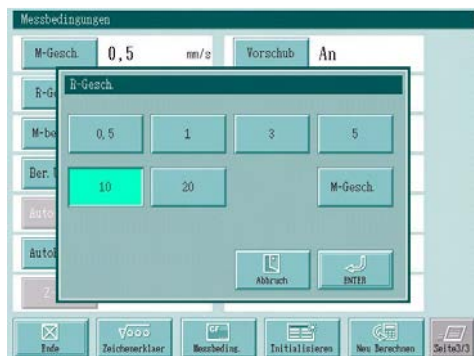 Messbedingungen
M-Gesch. 0,5 mm/s Vorschub An
R-Gesch.
0,5 1 3 5
10 20 M-Gesch.
Abbruch ENTER
Ende Zeichenerklaer Messbeding. Initialisieren Neu Berechnen Seite3/3